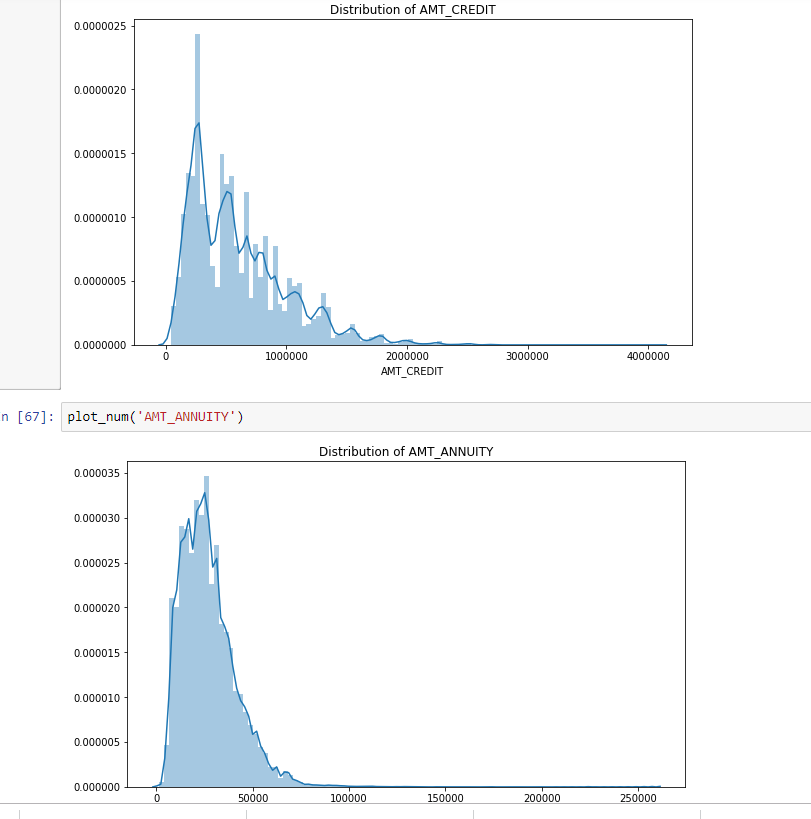 Distribution of AMT_CREDIT
0.0000025
0.0000020
0.0000015
0.0000010
0.0000005
0.0000000
0 1000000 2000000 3000000 4000000
AMT_CREDIT
n [67]: plot_num('AMT_ANNUITY')
Distribution of AMT_ANNUITY
0.000035
0.000030
0.000025
0.000020
0.000015
0.000010
0.000005
0.000000
0 50000 100000 150000 200000 250000